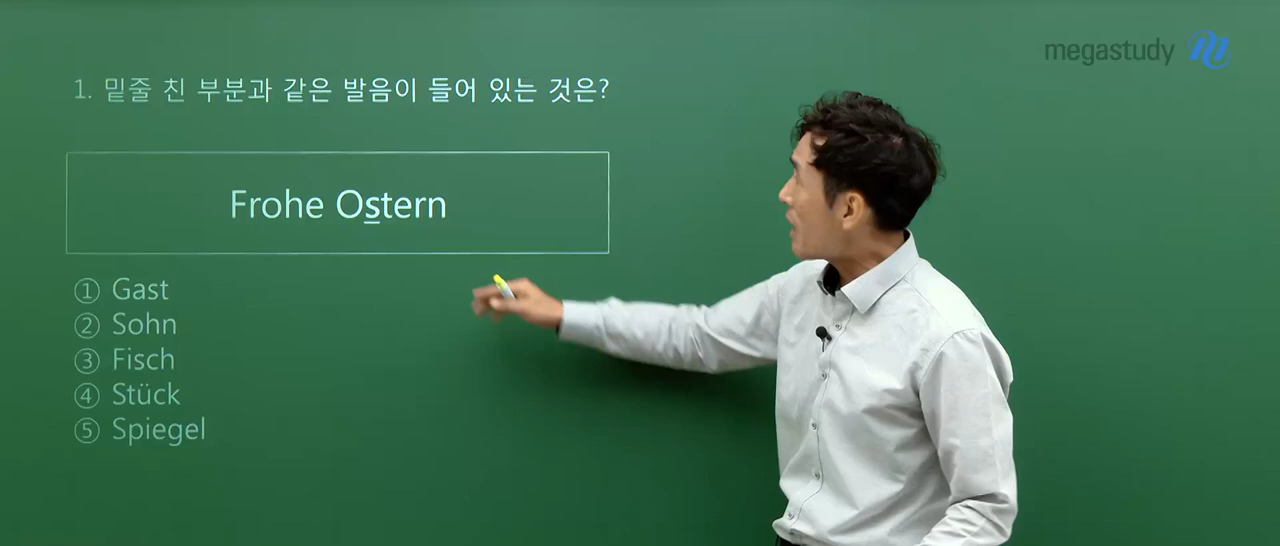 megastudy
1. 밑줄 친 부분과 같은 발음이 들어 있는 것은?
Frohe Ostern
① Gast
② Sohn
③ Fisch
④ Stück
⑤ Spiegel